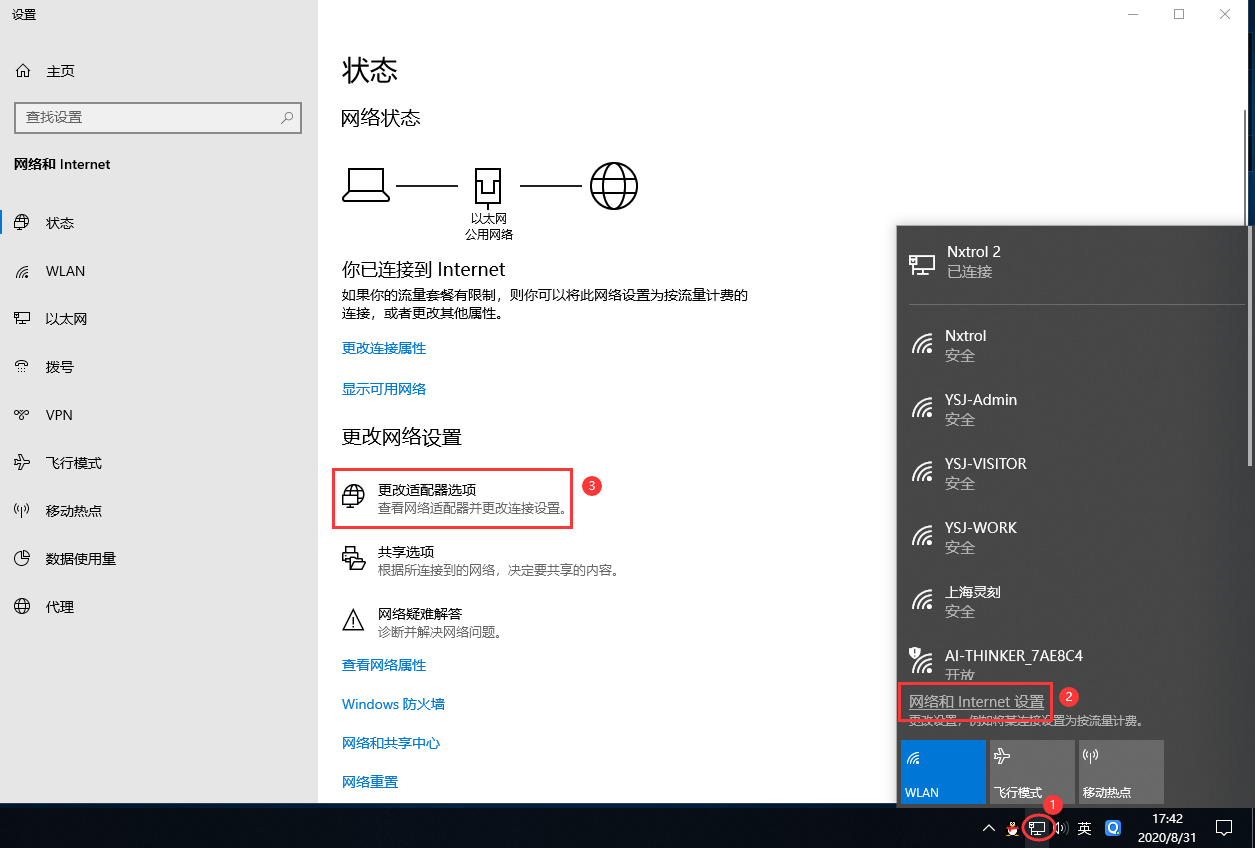 设置
主页
查找设置
网络和 Internet
状态
WLAN
以太网
拨号
VPN
飞行模式
移动热点
数据使用量
代理
状态
网络状态
以太网
公用网络
你已连接到 Internet
如果你的流量套餐有限制，则你可以将此网络设置为按流量计费的
连接，或者更改其他属性。
更改连接属性
显示可用网络
更改网络设置
更改适配器选项
查看网络适配器并更改连接设置。
3
共享选项
根据所连接到的网络，决定要共享的内容。
网络疑难解答
诊断并解决网络问题。
查看网络属性
Windows 防火墙
网络和共享中心
网络重置
Nxtrol 2
已连接
Nxtrol
安全
YSJ-Admin
安全
YSJ-VISITOR
安全
YSJ-WORK
安全
上海灵刻
安全
AI-THINKER_7AE8C4
开放
网络和 Internet 设置
2
更改设置，例如将某连接设置为按流量计费。
WLAN
飞行模式
移动热点
1
英
17:42
2020/8/31